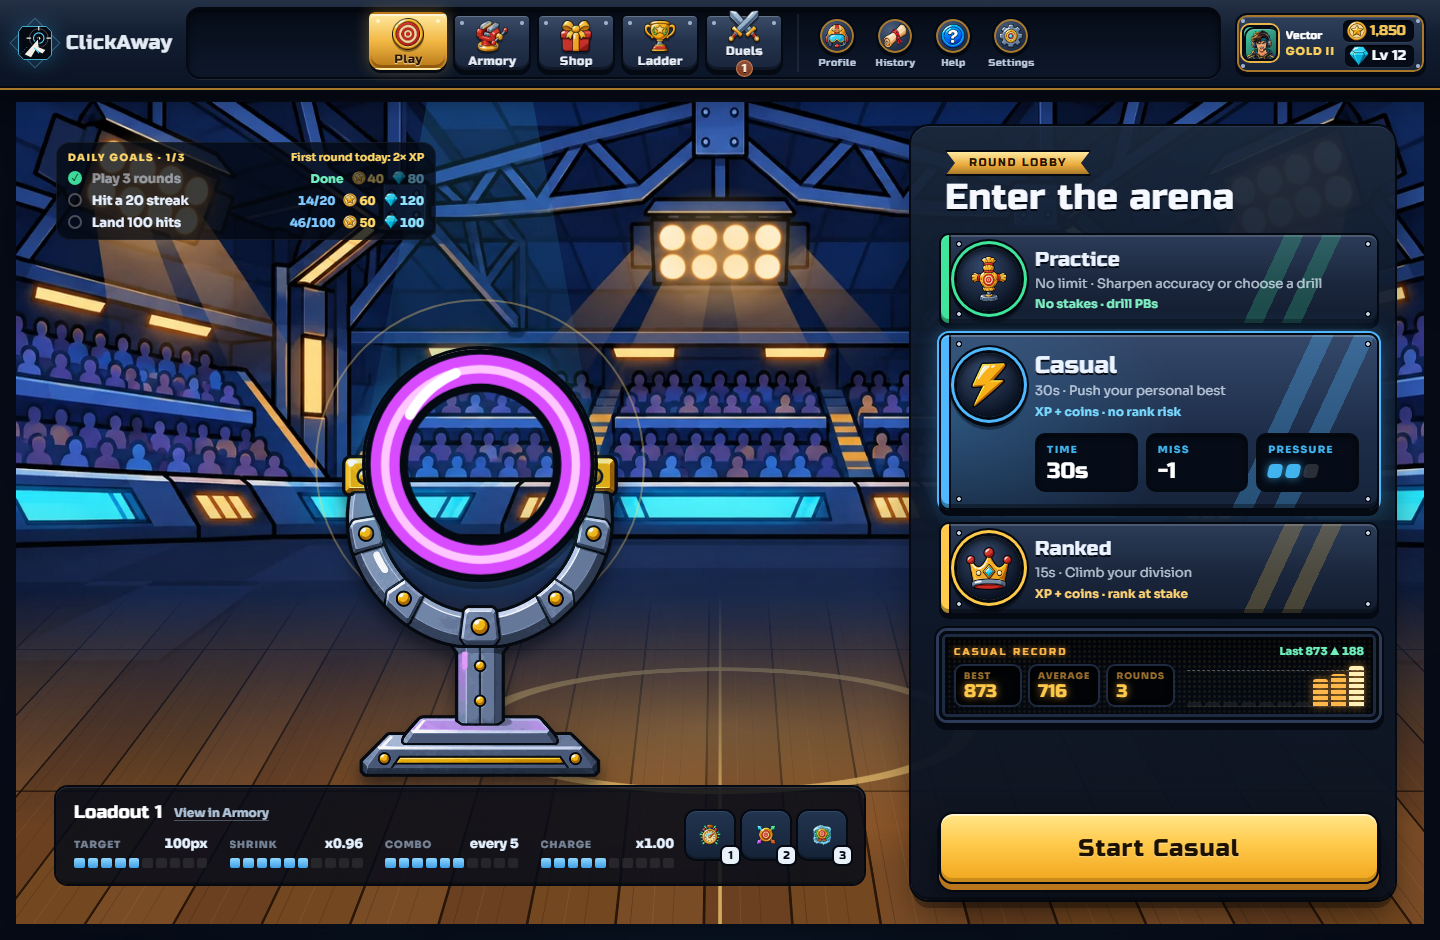 ClickAway
Play
Armory
Shop
Ladder
Duels
1
Profile
History
Help
Settings
Vector
GOLD II
1,850
Lv 12
DAILY GOALS · 1/3
First round today: 2× XP
Play 3 rounds
Done 40 80
Hit a 20 streak
14/20 60 120
Land 100 hits
46/100 50 100
ROUND LOBBY
Enter the arena
Practice
No limit · Sharpen accuracy or choose a drill
No stakes · drill PBs
Casual
30s · Push your personal best
XP + coins · no rank risk
TIME
30s
MISS
-1
PRESSURE
Ranked
15s · Climb your division
XP + coins · rank at stake
CASUAL RECORD
Last 873 ▲ 188
BEST
873
AVERAGE
716
ROUNDS
3
Loadout 1
View in Armory
TARGET 100px
SHRINK x0.96
COMBO every 5
CHARGE x1.00
1
2
3
Start Casual